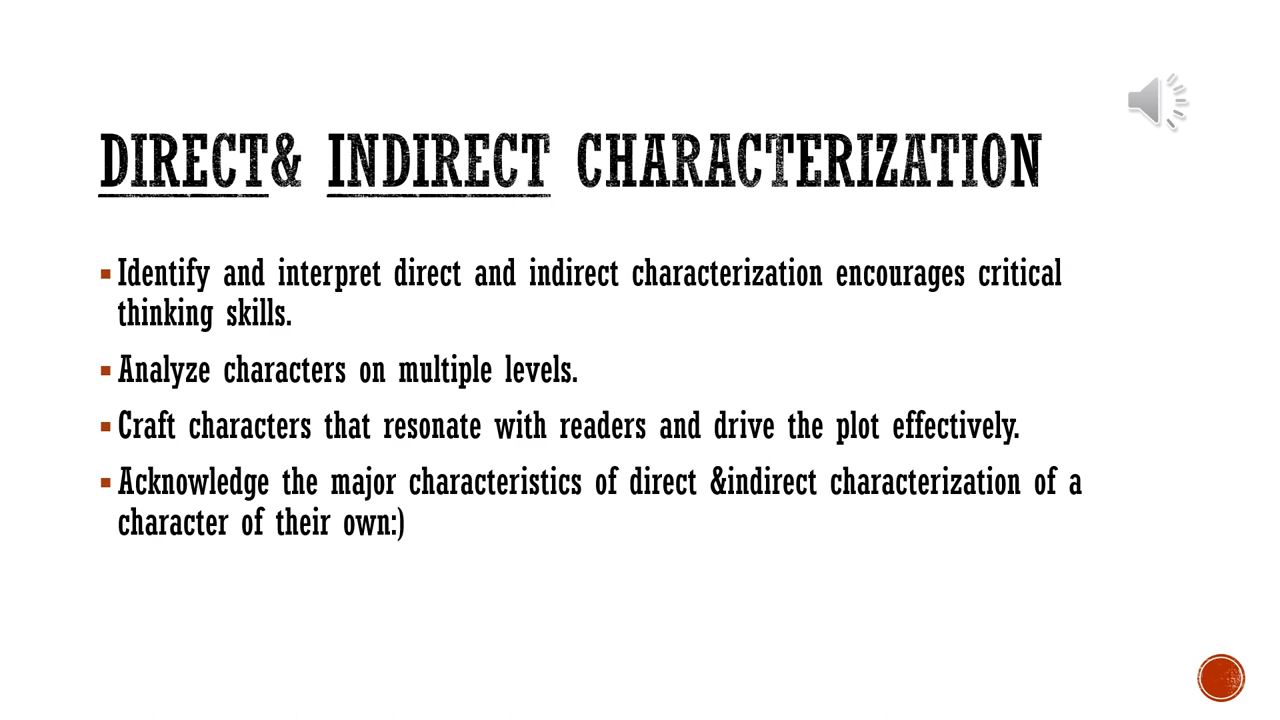 DIRECT& INDIRECT CHARACTERIZATION
▪Identify and interpret direct and indirect characterization encourages critical
thinking skills.
▪Analyze characters on multiple levels.
▪Craft characters that resonate with readers and drive the plot effectively.
▪Acknowledge the major characteristics of direct &indirect characterization of a
character of their own:)